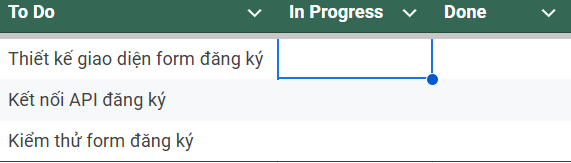 To Do In Progress Done
Thiết kế giao diện form đăng ký
Kết nối API đăng ký
Kiểm thử form đăng ký